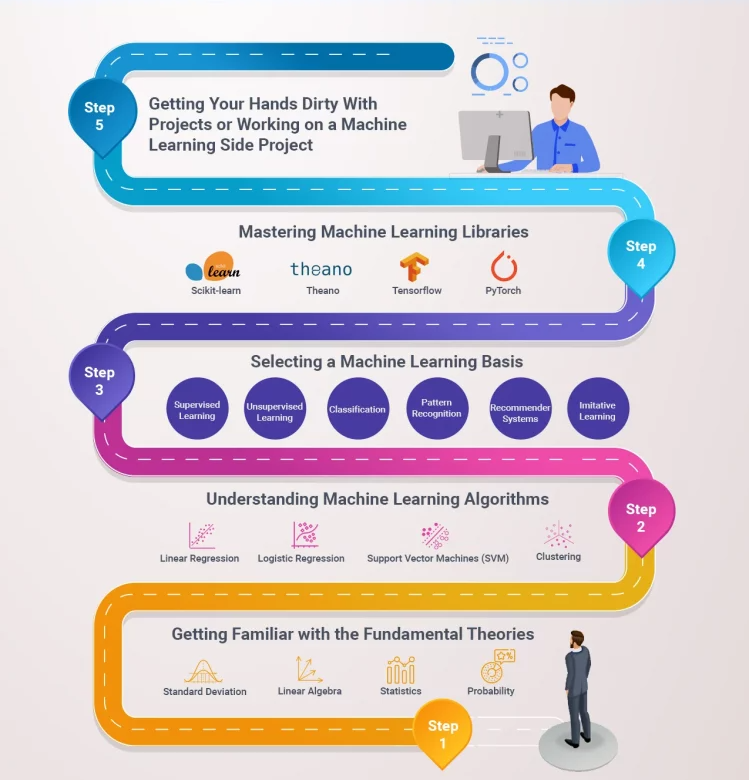 Step
5
Getting Your Hands Dirty With
Projects or Working on a Machine
Learning Side Project
Mastering Machine Learning Libraries
Step
4
learn
theano
Scikit-learn
Theano
Tensorflow
PyTorch
Step
3
Selecting a Machine Learning Basis
Supervised
Learning
Unsupervised
Learning
Classification
Pattern
Recognition
Recommender
Systems
Imitative
Learning
Understanding Machine Learning Algorithms
Step
2
Linear Regression
Logistic Regression
Support Vector Machines (SVM)
Clustering
Getting Familiar with the Fundamental Theories
%
Standard Deviation
Linear Algebra
Statistics
Probability
Step
1